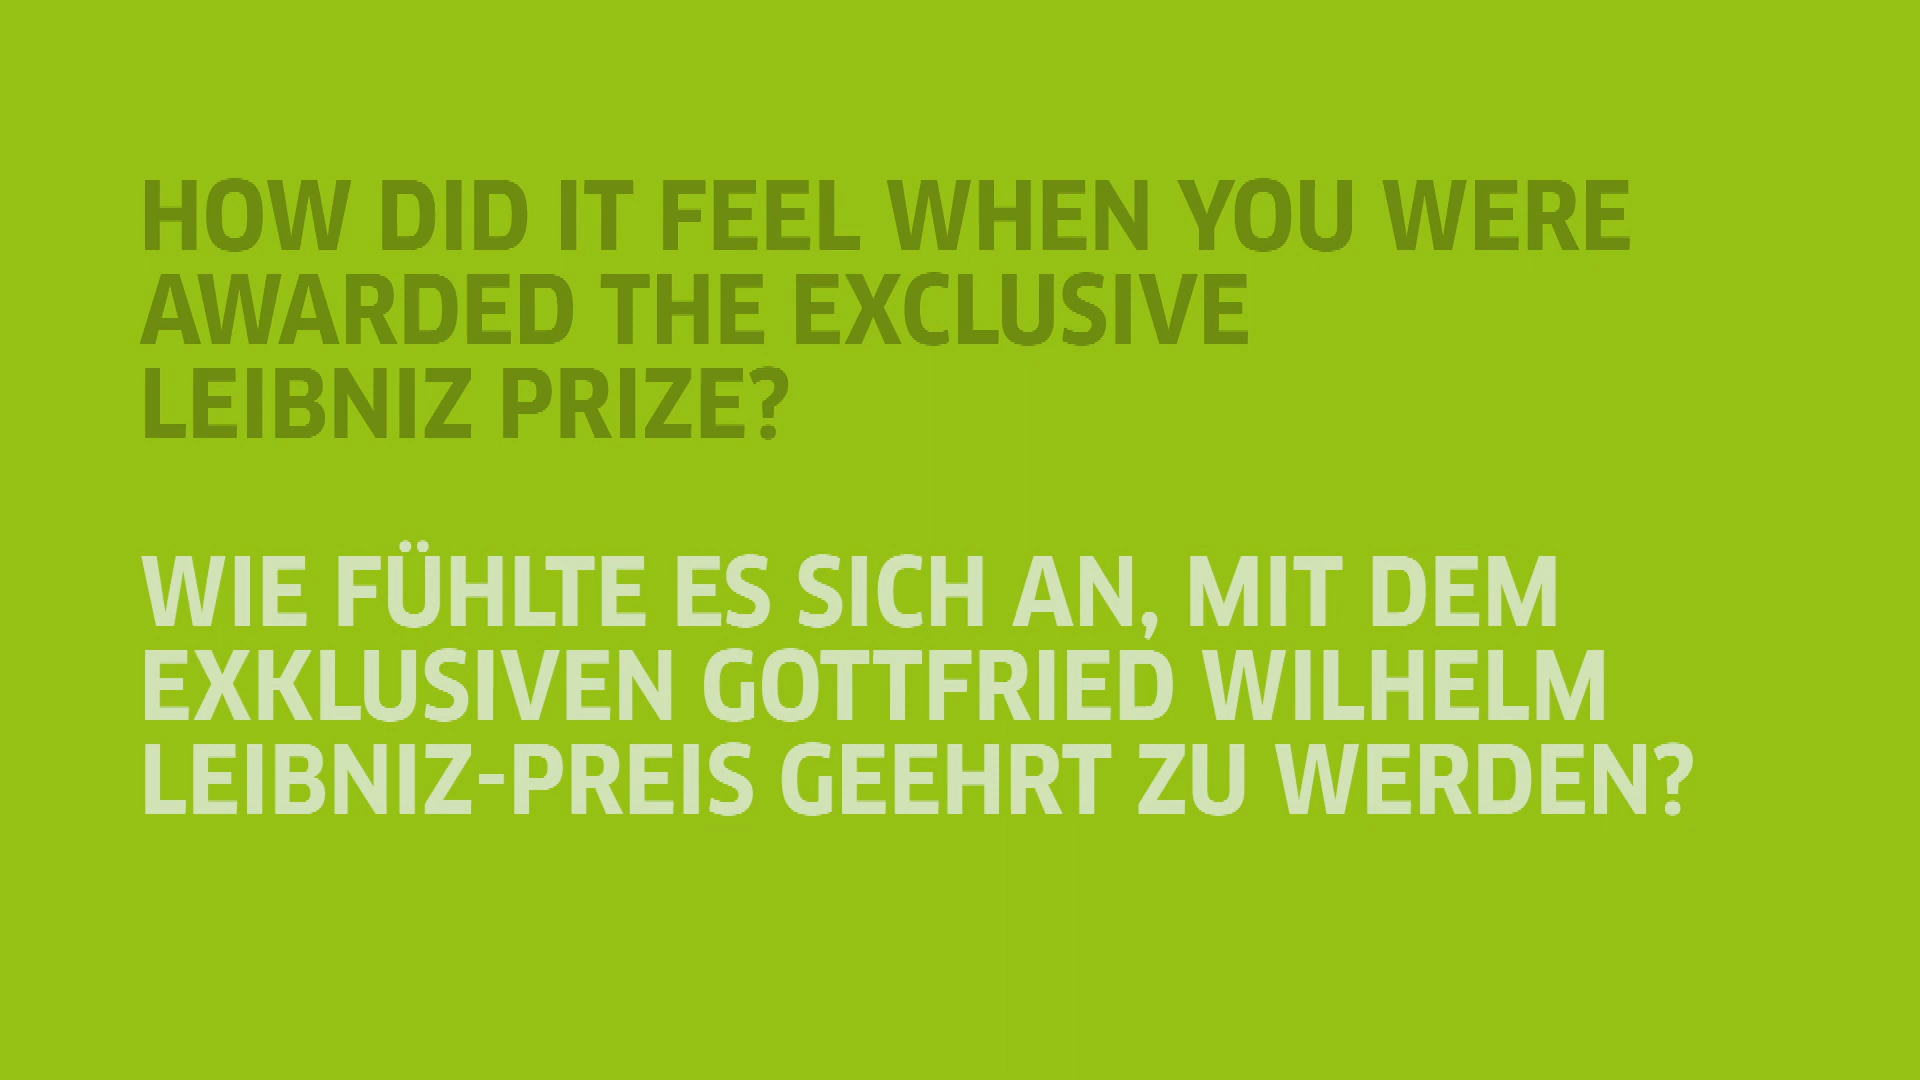 HOW DID IT FEEL WHEN YOU WERE
AWARDED THE EXCLUSIVE
LEIBNIZ PRIZE?
WIE FÜHLTE ES SICH AN, MIT DEM
EXKLUSIVEN GOTTFRIED WILHELM
LEIBNIZ-PREIS GEEHRT ZU WERDEN?